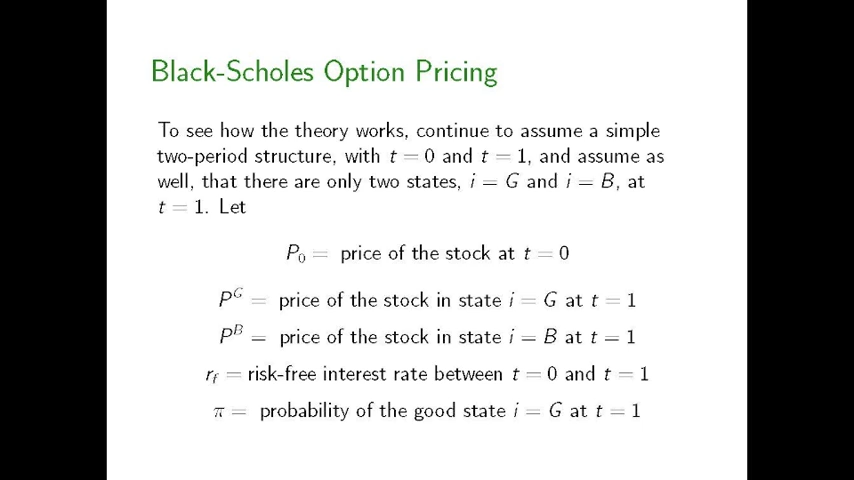 Black-Scholes Option Pricing
To see how the theory works, continue to assume a simple
two-period structure, with t = 0 and t = 1, and assume as
well, that there are only two states, i = G and i = B, at
t = 1. Let
P₀ = price of the stock at t = 0
Pᴳ = price of the stock in state i = G at t = 1
Pᴮ = price of the stock in state i = B at t = 1
r_f = risk-free interest rate between t = 0 and t = 1
π = probability of the good state i = G at t = 1